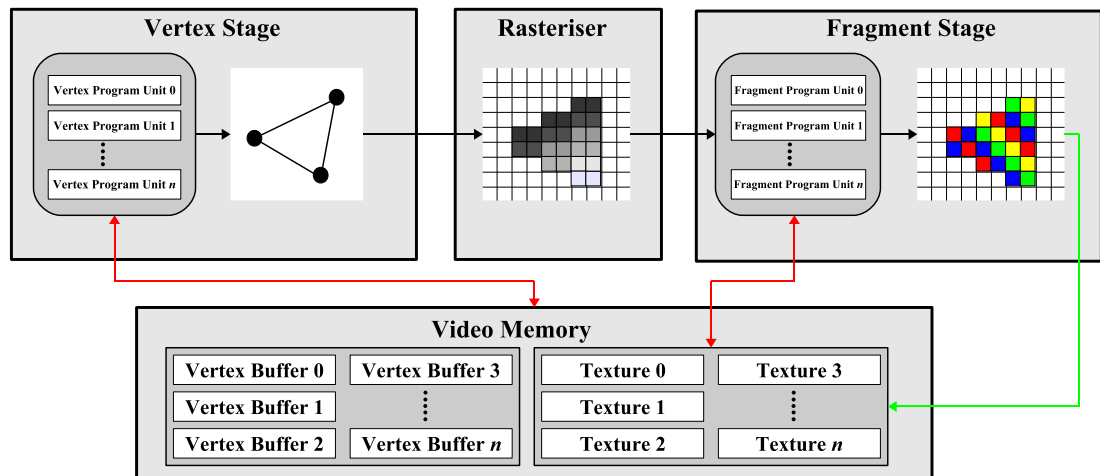 Vertex Stage
Vertex Program Unit 0
Vertex Program Unit 1
Vertex Program Unit n
Rasteriser
Fragment Stage
Fragment Program Unit 0
Fragment Program Unit 1
Fragment Program Unit n
Video Memory
Vertex Buffer 0
Vertex Buffer 3
Vertex Buffer 1
Vertex Buffer 2
Vertex Buffer n
Texture 0
Texture 3
Texture 1
Texture 2
Texture n